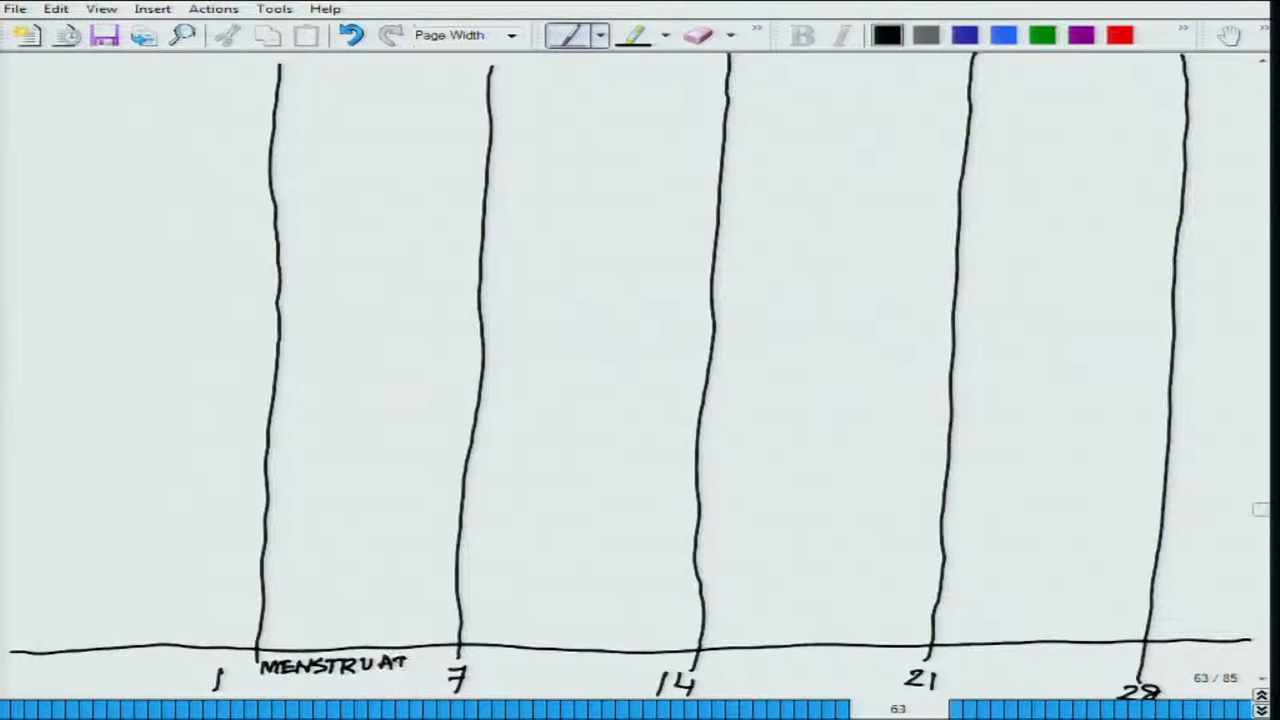 File Edit View Insert Actions Tools Help
Page Width
B I
1 MENSTRUAT 7 14 21 28
63 / 85
63